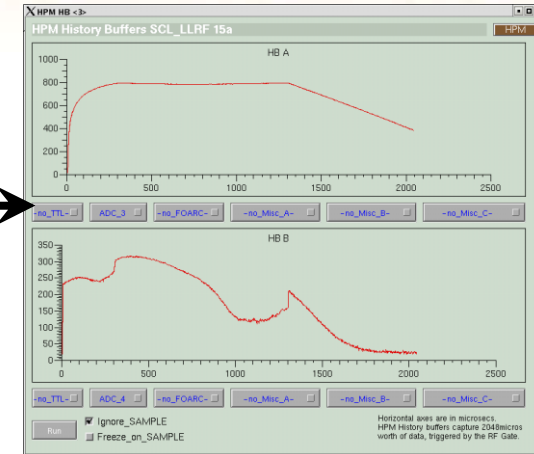 X HPM HB <3>
HPM History Buffers SCL_LLRF 15a HPM
HB A
1000
800
600
400
200
0
0 500 1000 1500 2000 2500
-no_TTL- ADC_3 -no_FOARC- -no_Misc_A- -no_Misc_B- -no_Misc_C-
HB B
350
300
250
200
150
100
50
0
0 500 1000 1500 2000 2500
-no_TTL- ADC_4 -no_FOARC- -no_Misc_A- -no_Misc_B- -no_Misc_C-
Run
Ignore_SAMPLE
Freeze_on_SAMPLE
Horizontal axes are in microsecs.
HPM History buffers capture 2048micros
worth of data, triggered by the RF Gate.